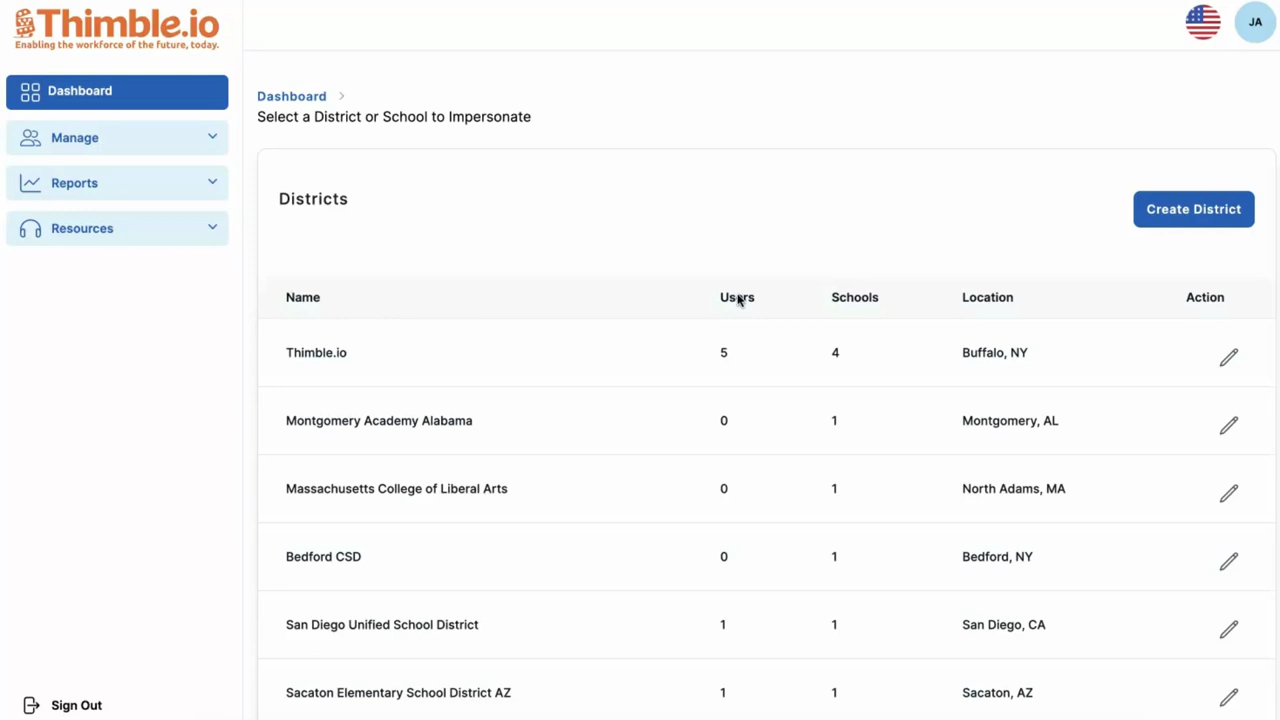 Thimble.io
Enabling the workforce of the future, today.
JA
Dashboard
Manage
Reports
Resources
Sign Out
Dashboard
Select a District or School to Impersonate
Districts
Create District
Name Users Schools Location Action
Thimble.io 5 4 Buffalo, NY
Montgomery Academy Alabama 0 1 Montgomery, AL
Massachusetts College of Liberal Arts 0 1 North Adams, MA
Bedford CSD 0 1 Bedford, NY
San Diego Unified School District 1 1 San Diego, CA
Sacaton Elementary School District AZ 1 1 Sacaton, AZ